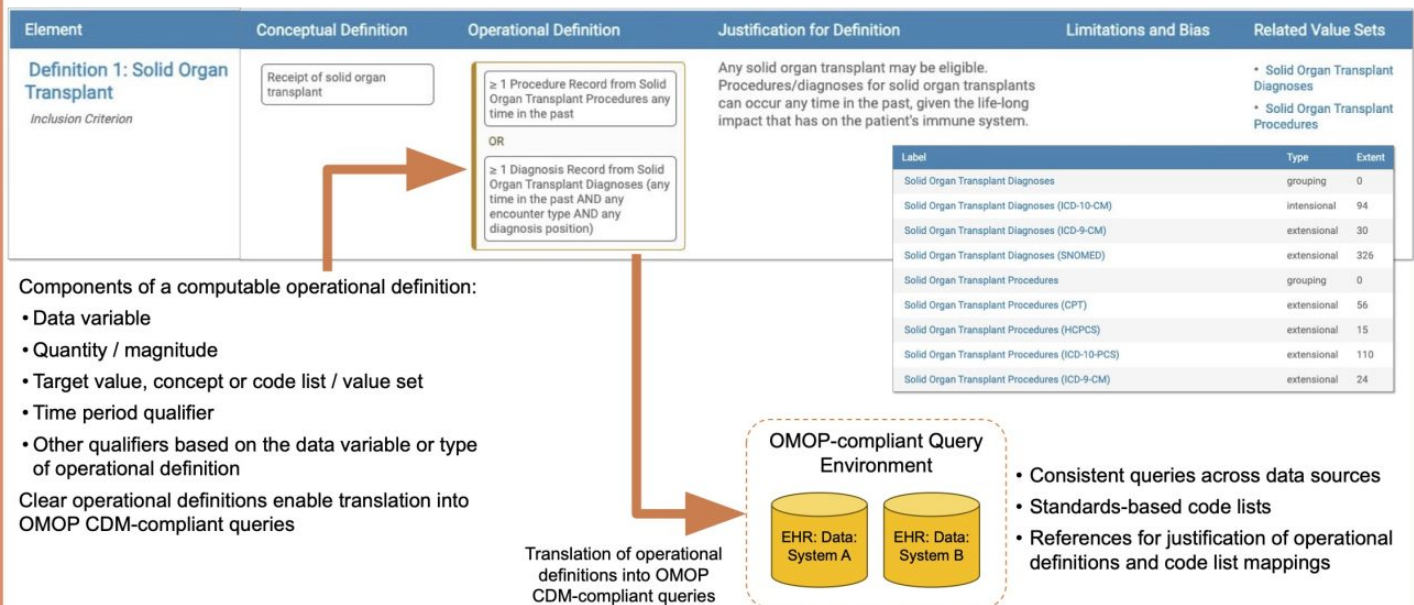 Element
Conceptual Definition
Operational Definition
Justification for Definition
Limitations and Bias
Related Value Sets
Definition 1: Solid Organ
Transplant
Inclusion Criterion
Receipt of solid organ
transplant
≥ 1 Procedure Record from Solid
Organ Transplant Procedures any
time in the past
OR
≥ 1 Diagnosis Record from Solid
Organ Transplant Diagnoses (any
time in the past AND any
encounter type AND any
diagnosis position)
Any solid organ transplant may be eligible.
Procedures/diagnoses for solid organ transplants
can occur any time in the past, given the life-long
impact that has on the patient's immune system.
• Solid Organ Transplant
Diagnoses
• Solid Organ Transplant
Procedures
Label Type Extent
Solid Organ Transplant Diagnoses grouping 0
Solid Organ Transplant Diagnoses (ICD-10-CM) intensional 94
Solid Organ Transplant Diagnoses (ICD-9-CM) extensional 30
Solid Organ Transplant Diagnoses (SNOMED) extensional 326
Solid Organ Transplant Procedures grouping 0
Solid Organ Transplant Procedures (CPT) extensional 56
Solid Organ Transplant Procedures (HCPCS) extensional 15
Solid Organ Transplant Procedures (ICD-10-PCS) extensional 110
Solid Organ Transplant Procedures (ICD-9-CM) extensional 24
Components of a computable operational definition:
• Data variable
• Quantity / magnitude
• Target value, concept or code list / value set
• Time period qualifier
• Other qualifiers based on the data variable or type
of operational definition
Clear operational definitions enable translation into
OMOP CDM-compliant queries
Translation of operational
definitions into OMOP
CDM-compliant queries
OMOP-compliant Query
Environment
EHR: Data:
System A
EHR: Data:
System B
• Consistent queries across data sources
• Standards-based code lists
• References for justification of operational
definitions and code list mappings